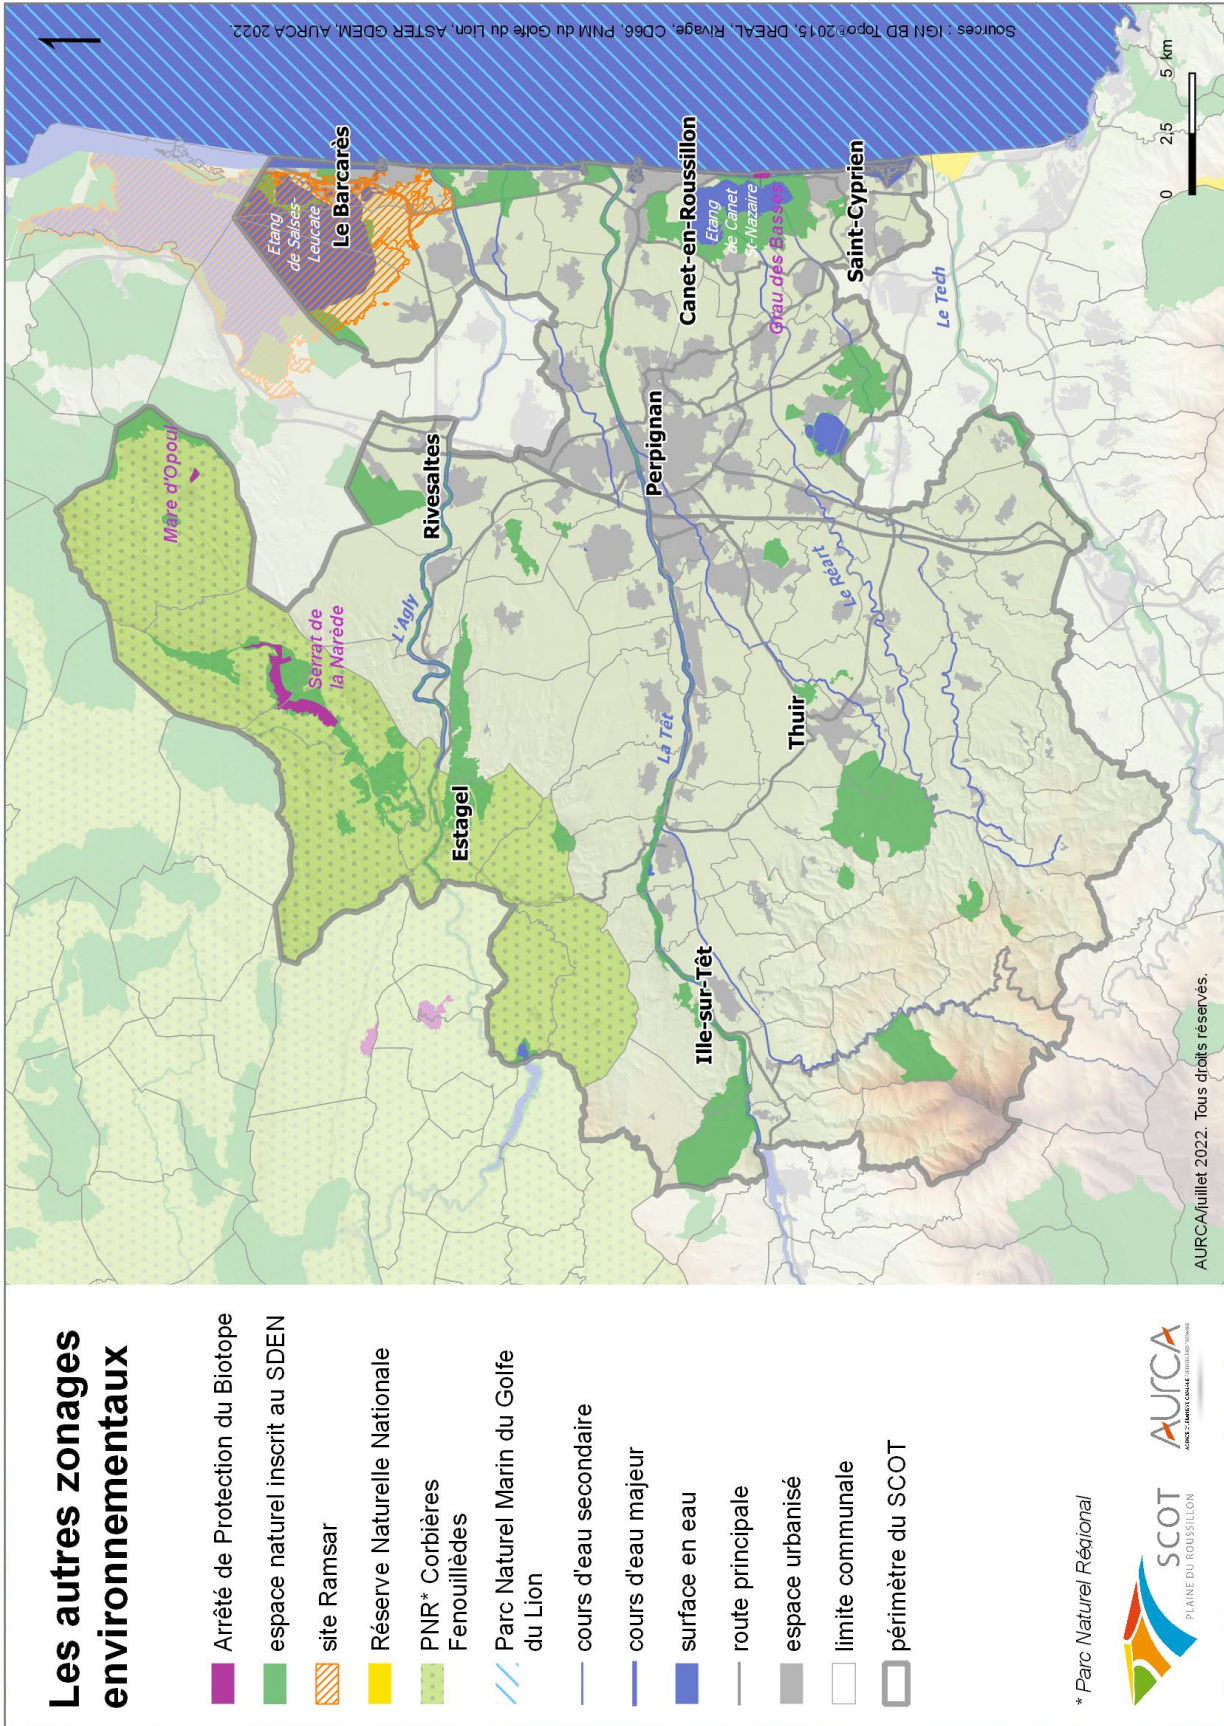 Les autres zonages
environnementaux
Arrêté de Protection du Biotope
espace naturel inscrit au SDEN
site Ramsar
Réserve Naturelle Nationale
PNR* Corbières
Fenouillèdes
Parc Naturel Marin du Golfe
du Lion
cours d'eau secondaire
cours d'eau majeur
surface en eau
route principale
espace urbanisé
limite communale
périmètre du SCOT
* Parc Naturel Régional
SCOT
PLAINE DU ROUSSILLON
AURCA
Mare d'Opoul
Serrat de
la Narède
Etang
de Salses-
Leucate
Le Barcarès
Rivesaltes
L'Agly
Estagel
Perpignan
La Têt
Canet-en-Roussillon
Etang
de Canet
St-Nazaire
Grau des Basses
Saint-Cyprien
Ille-sur-Têt
Thuir
Le Réart
Le Tech
0 2,5 5 km
AURCA/juillet 2022. Tous droits réservés.
Sources : IGN BD Topo®2015, DREAL, Rivage, CD66, PNM du Golfe du Lion, ASTER GDEM, AURCA 2022.